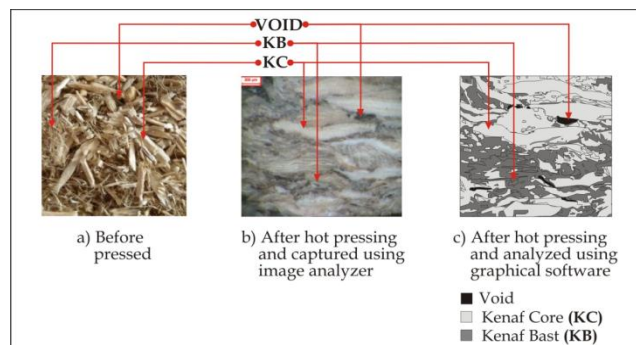 VOID
KB
KC
a) Before
pressed
b) After hot pressing
and captured using
image analyzer
c) After hot pressing
and analyzed using
graphical software
Void
Kenaf Core (KC)
Kenaf Bast (KB)